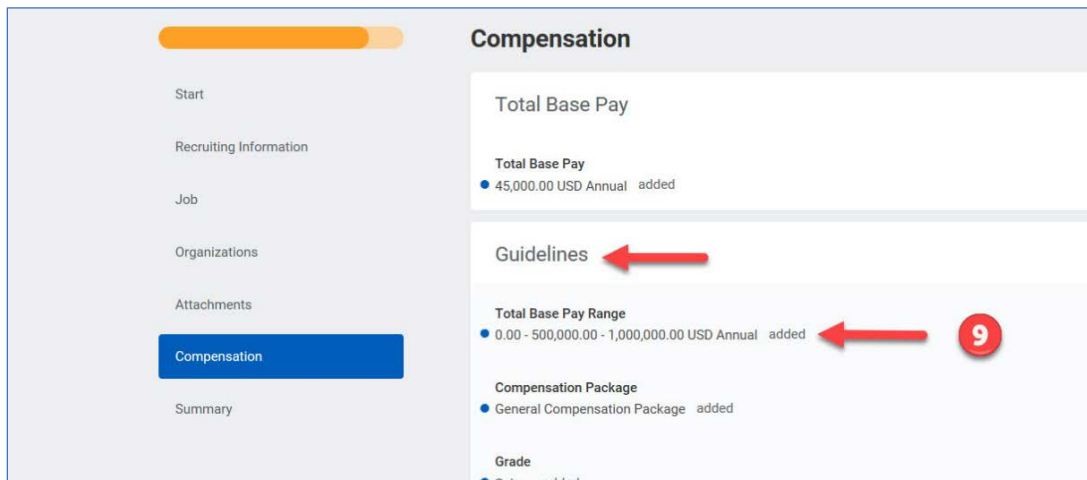 Compensation
Start
Recruiting Information
Job
Organizations
Attachments
Compensation
Summary
Total Base Pay
Total Base Pay
45,000.00 USD Annual added
Guidelines
Total Base Pay Range
0.00 - 500,000.00 - 1,000,000.00 USD Annual added
9
Compensation Package
General Compensation Package added
Grade